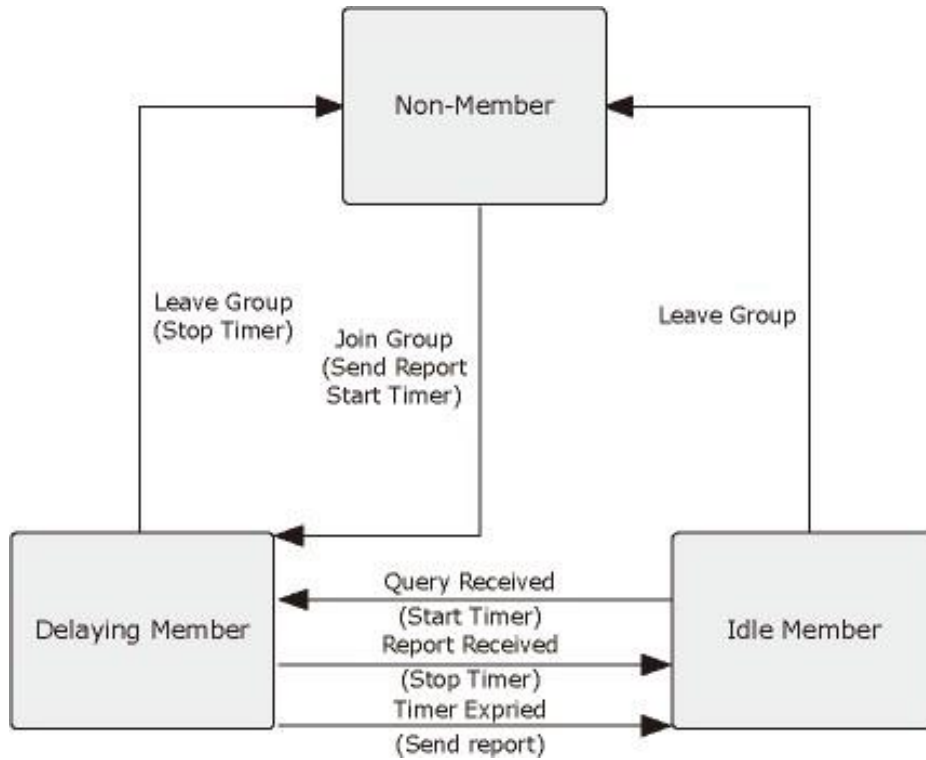 Non-Member
Leave Group
(Stop Timer)
Join Group
(Send Report
Start Timer)
Leave Group
Delaying Member
Query Received
(Start Timer)
Report Received
(Stop Timer)
Timer Expried
(Send report)
Idle Member